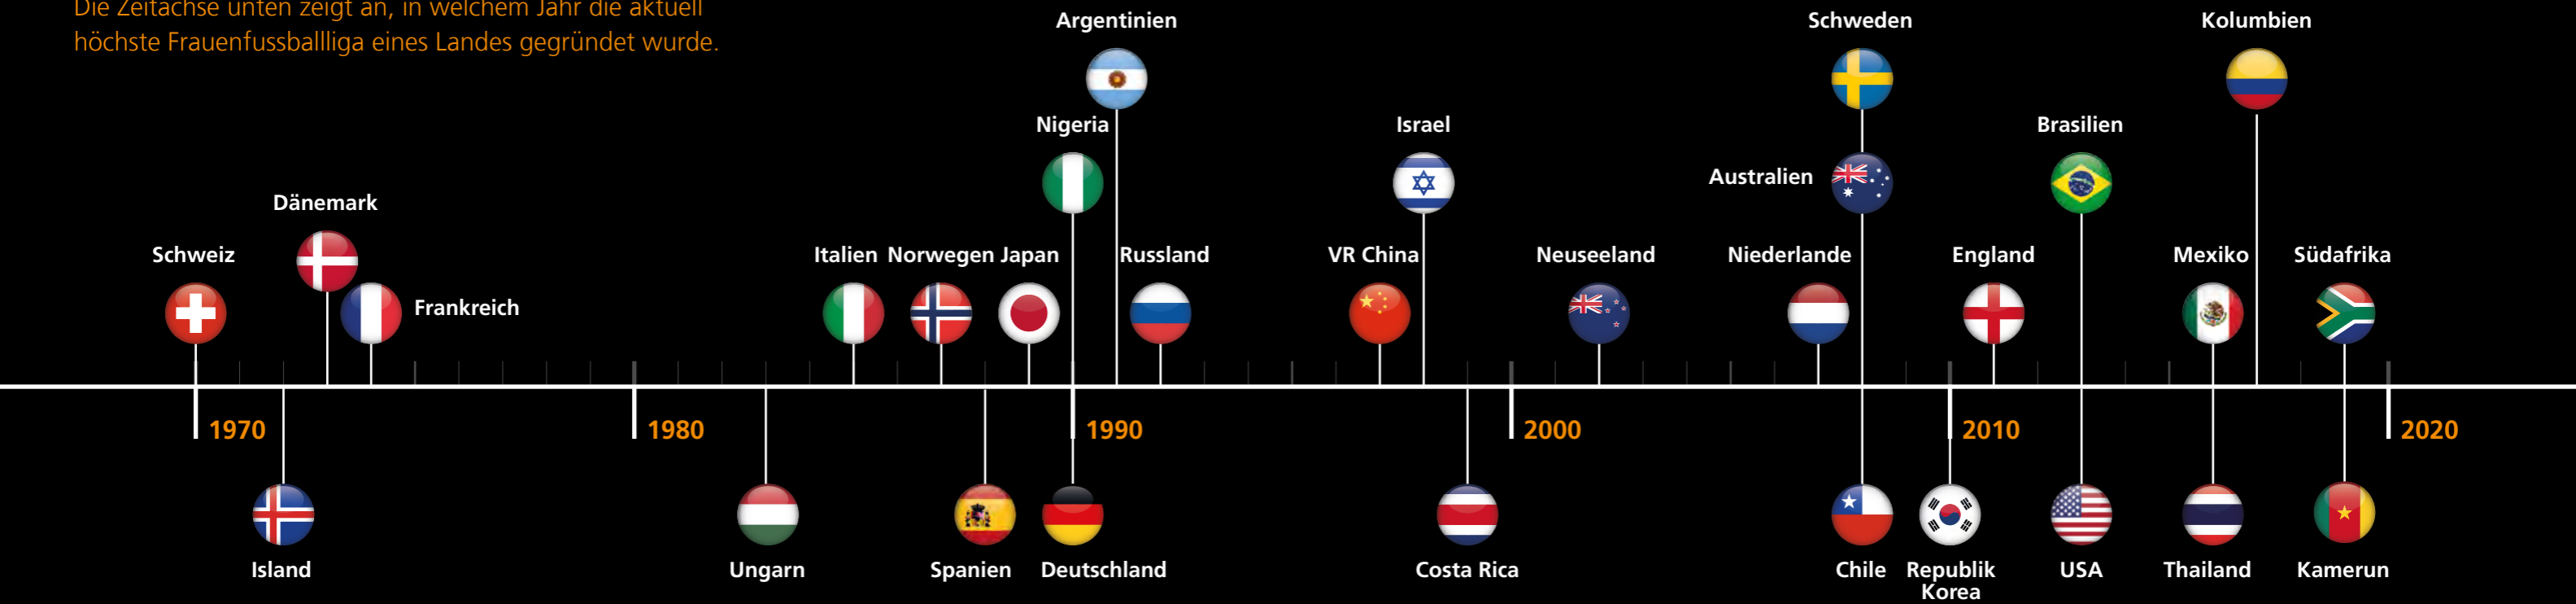 Die Zeitachse unten zeigt an, in welchem Jahr die aktuell
höchste Frauenfussballliga eines Landes gegründet wurde.
Argentinien
Schweden
Kolumbien
Nigeria
Israel
Brasilien
Australien
Dänemark
Schweiz
Italien
Norwegen
Japan
Russland
VR China
Neuseeland
Niederlande
England
Mexiko
Südafrika
Frankreich
1970
1980
1990
2000
2010
2020
Island
Ungarn
Spanien
Deutschland
Costa Rica
Chile
Republik
Korea
USA
Thailand
Kamerun